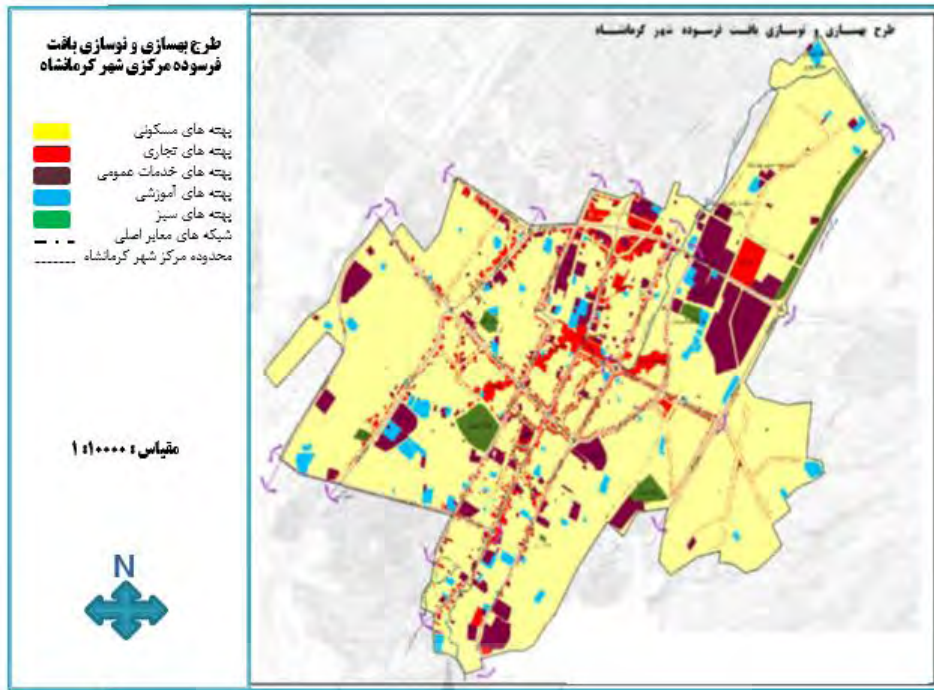 طرح بهسازی و نوسازی بافت
فرسوده مرکزی شهر کرمانشاه
پهنه های مسکونی
پهنه های تجاری
پهنه های خدمات عمومی
پهنه های آموزشی
پهنه های سبز
شبکه های معابر اصلی
محدوده مرکز شهر کرمانشاه
مقیاس : ۱:۱۰۰۰۰
N
طرح بهسازی و نوسازی بافت فرسوده شهر کرمانشاه